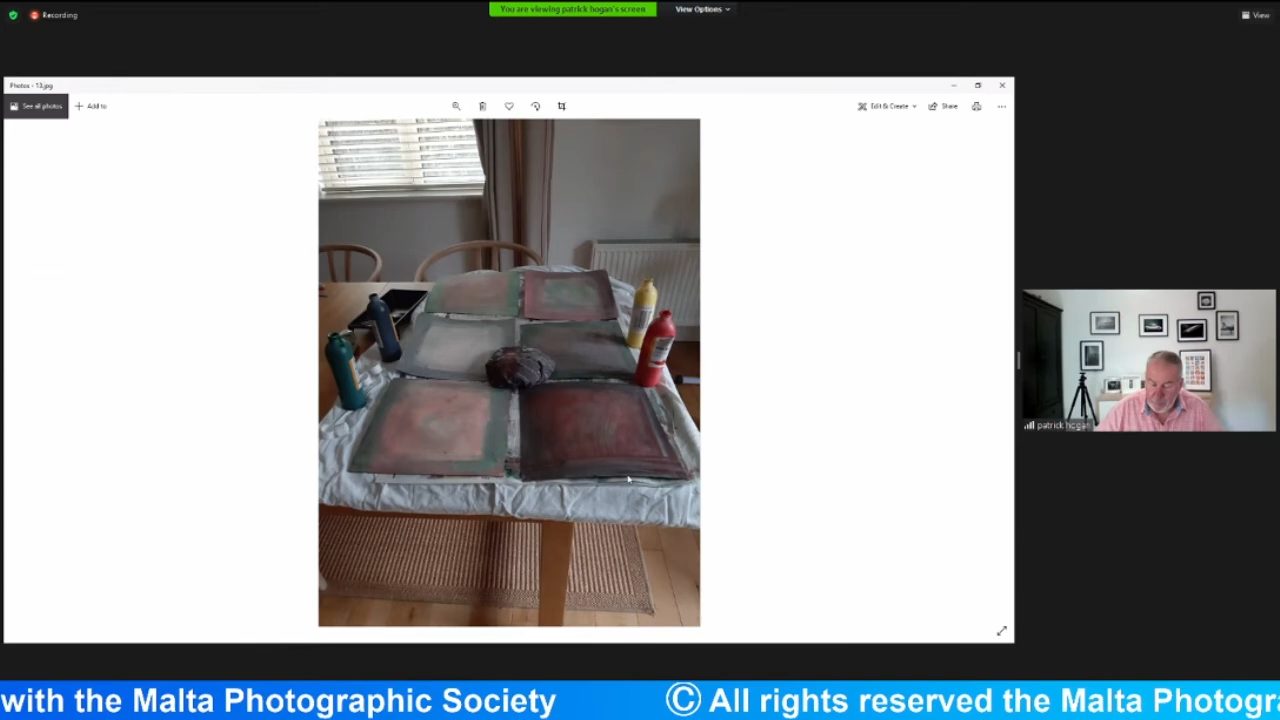 Recording
You are viewing patrick hogan's screen
View Options
View
Photos - 13.jpg
See all photos
Add to
Edit & Create
Share
patrick hogan
with the Malta Photographic Society
© All rights reserved the Malta Photogra